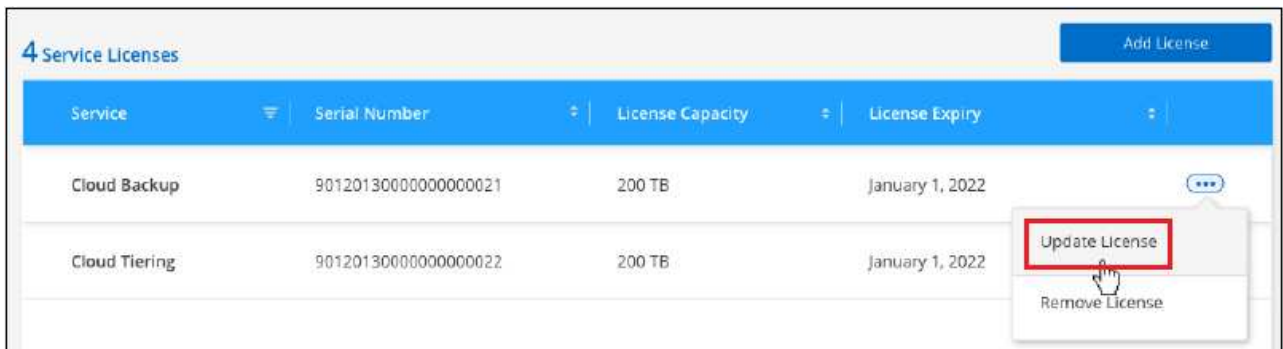 4 Service Licenses
Add License
Service Serial Number License Capacity License Expiry
Cloud Backup 90120130000000000021 200 TB January 1, 2022
Update License
Cloud Tiering 90120130000000000022 200 TB January 1, 2022
Remove License